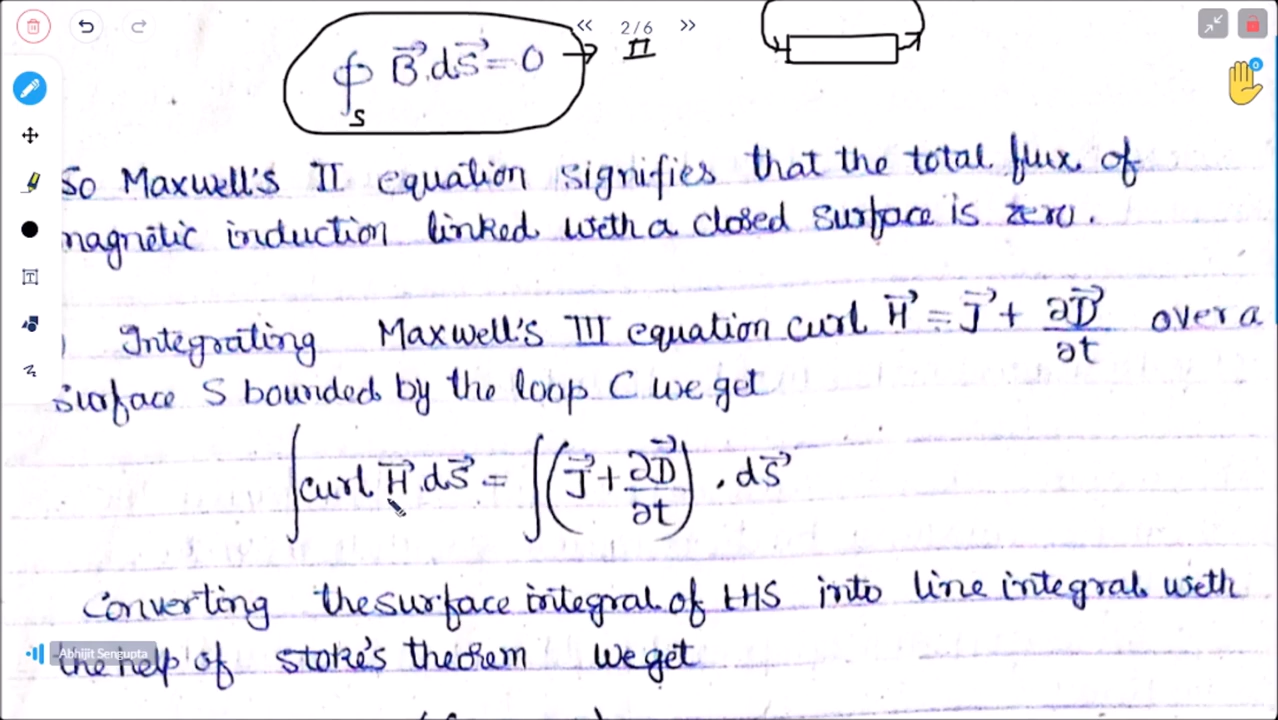 << 2/6 >>
∮_S B⃗.dS⃗ = 0 → II
So Maxwell's II equation signifies that the total flux of
magnetic induction linked with a closed surface is zero.
) Integrating Maxwell's III equation curl H⃗ = J⃗ + ∂D⃗/∂t over a
surface S bounded by the loop C we get
∫ curl H⃗.dS⃗ = ∫ (J⃗ + ∂D⃗/∂t) . dS⃗
Converting the surface integral of LHS into line integral with
the help of stoke's theorem we get
Abhijit Sengupta
T
0